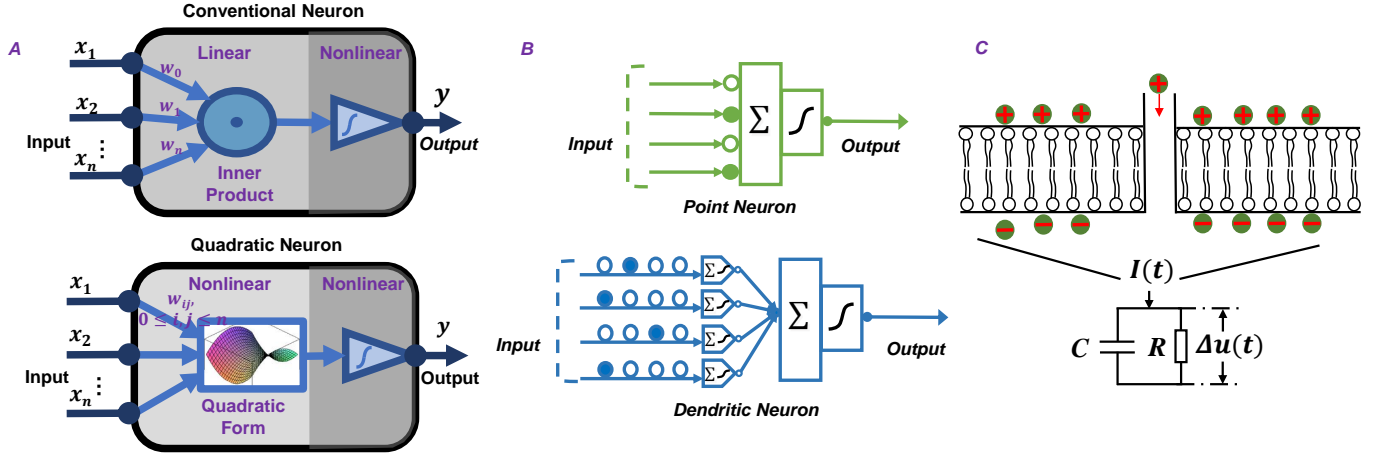 A
Conventional Neuron
x₁
x₂
Input
⋮
xₙ
Linear
Nonlinear
w₀
w₁
wₙ
Inner
Product
y
Output
Quadratic Neuron
x₁
x₂
Input
⋮
xₙ
Nonlinear
Nonlinear
wᵢⱼ,
0 ≤ i, j ≤ n
Quadratic
Form
y
Output
B
Input
Σ
Output
Point Neuron
Input
Σ
Σ
Σ
Σ
Σ
Output
Dendritic Neuron
C
I(t)
C
R
Δu(t)